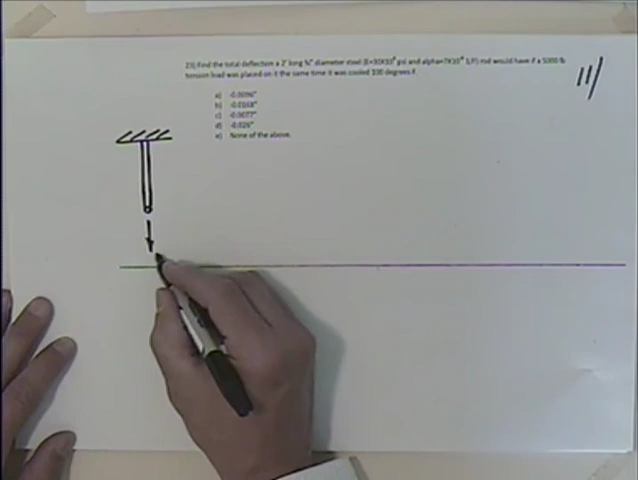 23) Find the total deflection a 2' long ¾" diameter steel (E=30X10⁶ psi and alpha=7X10⁻⁶ 1/F) rod would have if a 5000 lb
tension load was placed on it the same time it was cooled 100 degrees F.
a) -0.0096"
b) -0.0168"
c) -0.0077"
d) -0.026"
e) None of the above.